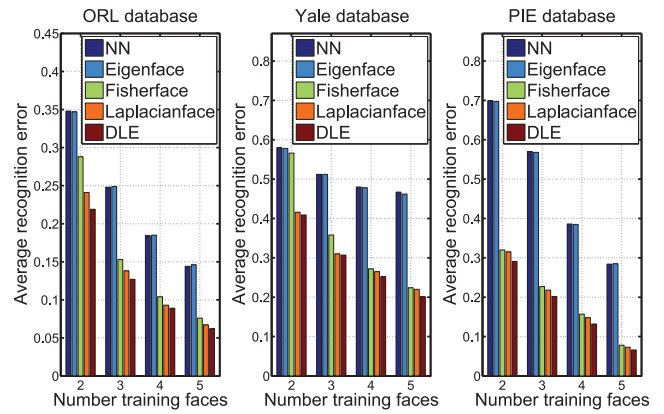 ORL database
0.45
0.4
0.35
0.3
0.25
0.2
0.15
0.1
0.05
0
Average recognition error
NN
Eigenface
Fisherface
Laplacianface
DLE
2 3 4 5
Number training faces
Yale database
0.8
0.7
0.6
0.5
0.4
0.3
0.2
0.1
0
Average recognition error
NN
Eigenface
Fisherface
Laplacianface
DLE
2 3 4 5
Number training faces
PIE database
0.8
0.7
0.6
0.5
0.4
0.3
0.2
0.1
0
Average recognition error
NN
Eigenface
Fisherface
Laplacianface
DLE
2 3 4 5
Number training faces